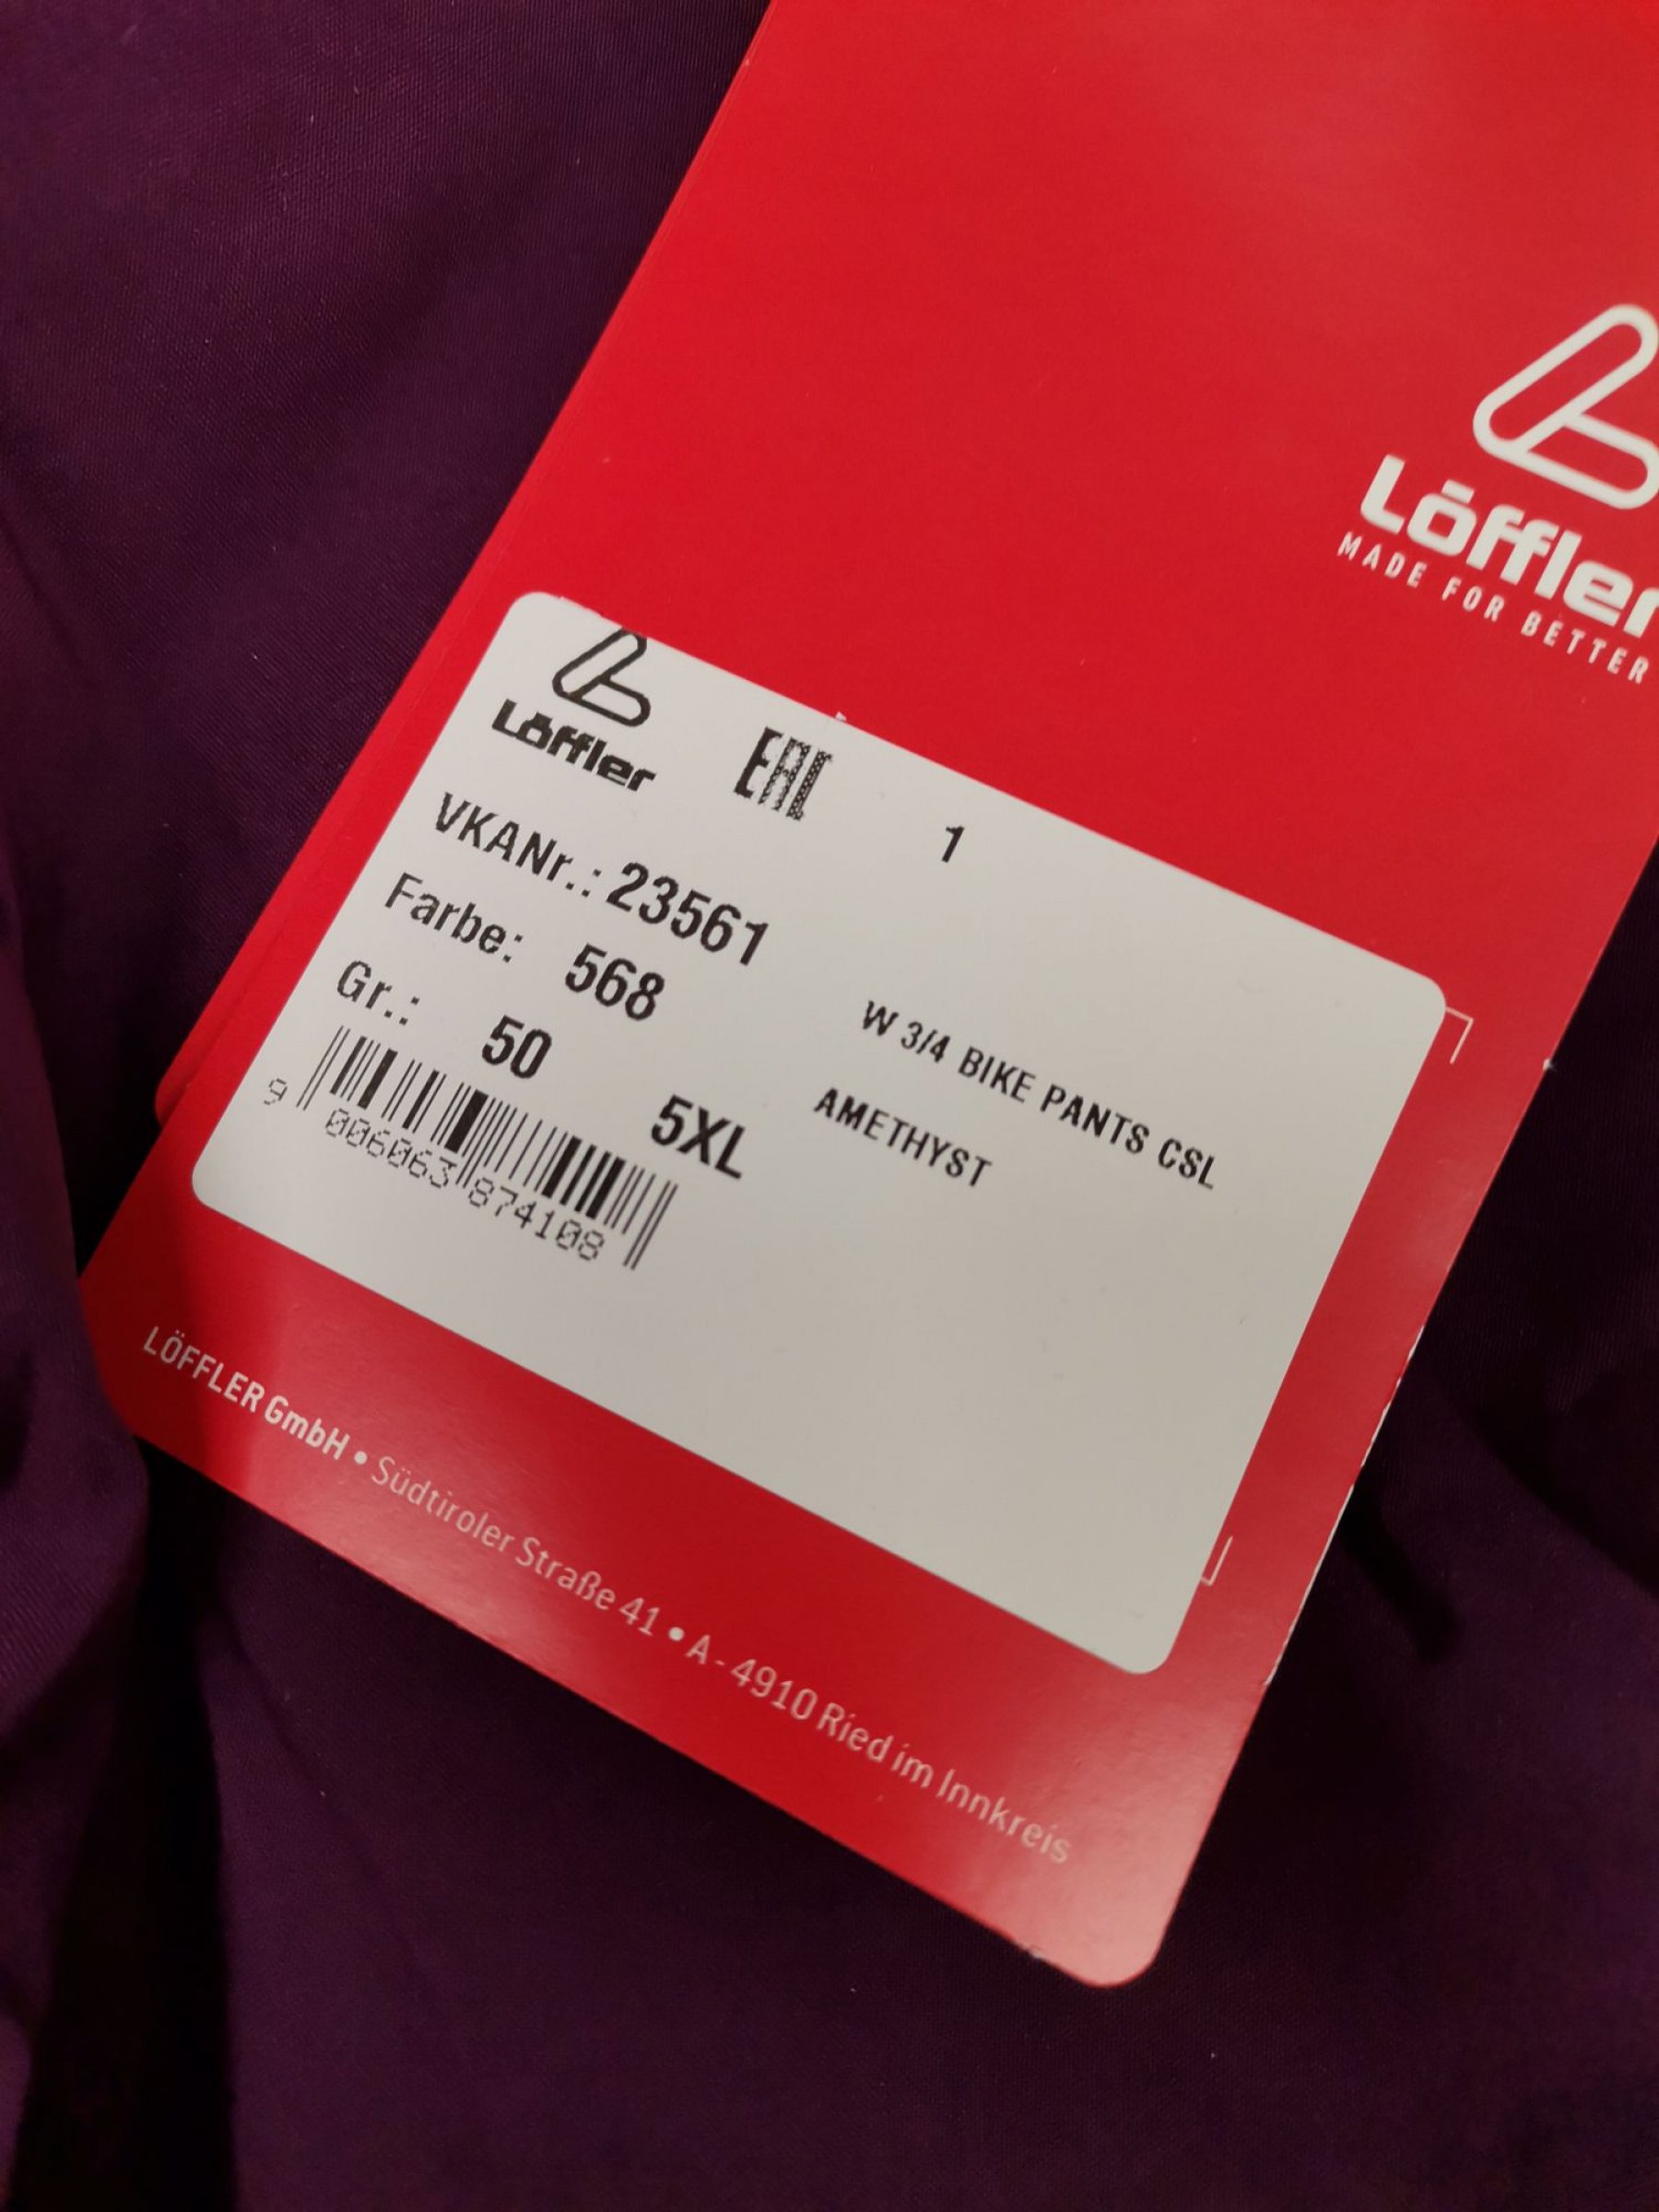 Löffler
MADE FOR BETTER
Löffler
EAC
1
VKANr.: 23561
W 3/4 BIKE PANTS CSL
Farbe: 568
AMETHYST
Gr.: 50 5XL
9 006063 874108
LÖFFLER GmbH • Südtiroler Straße 41 • A - 4910 Ried im Innkreis